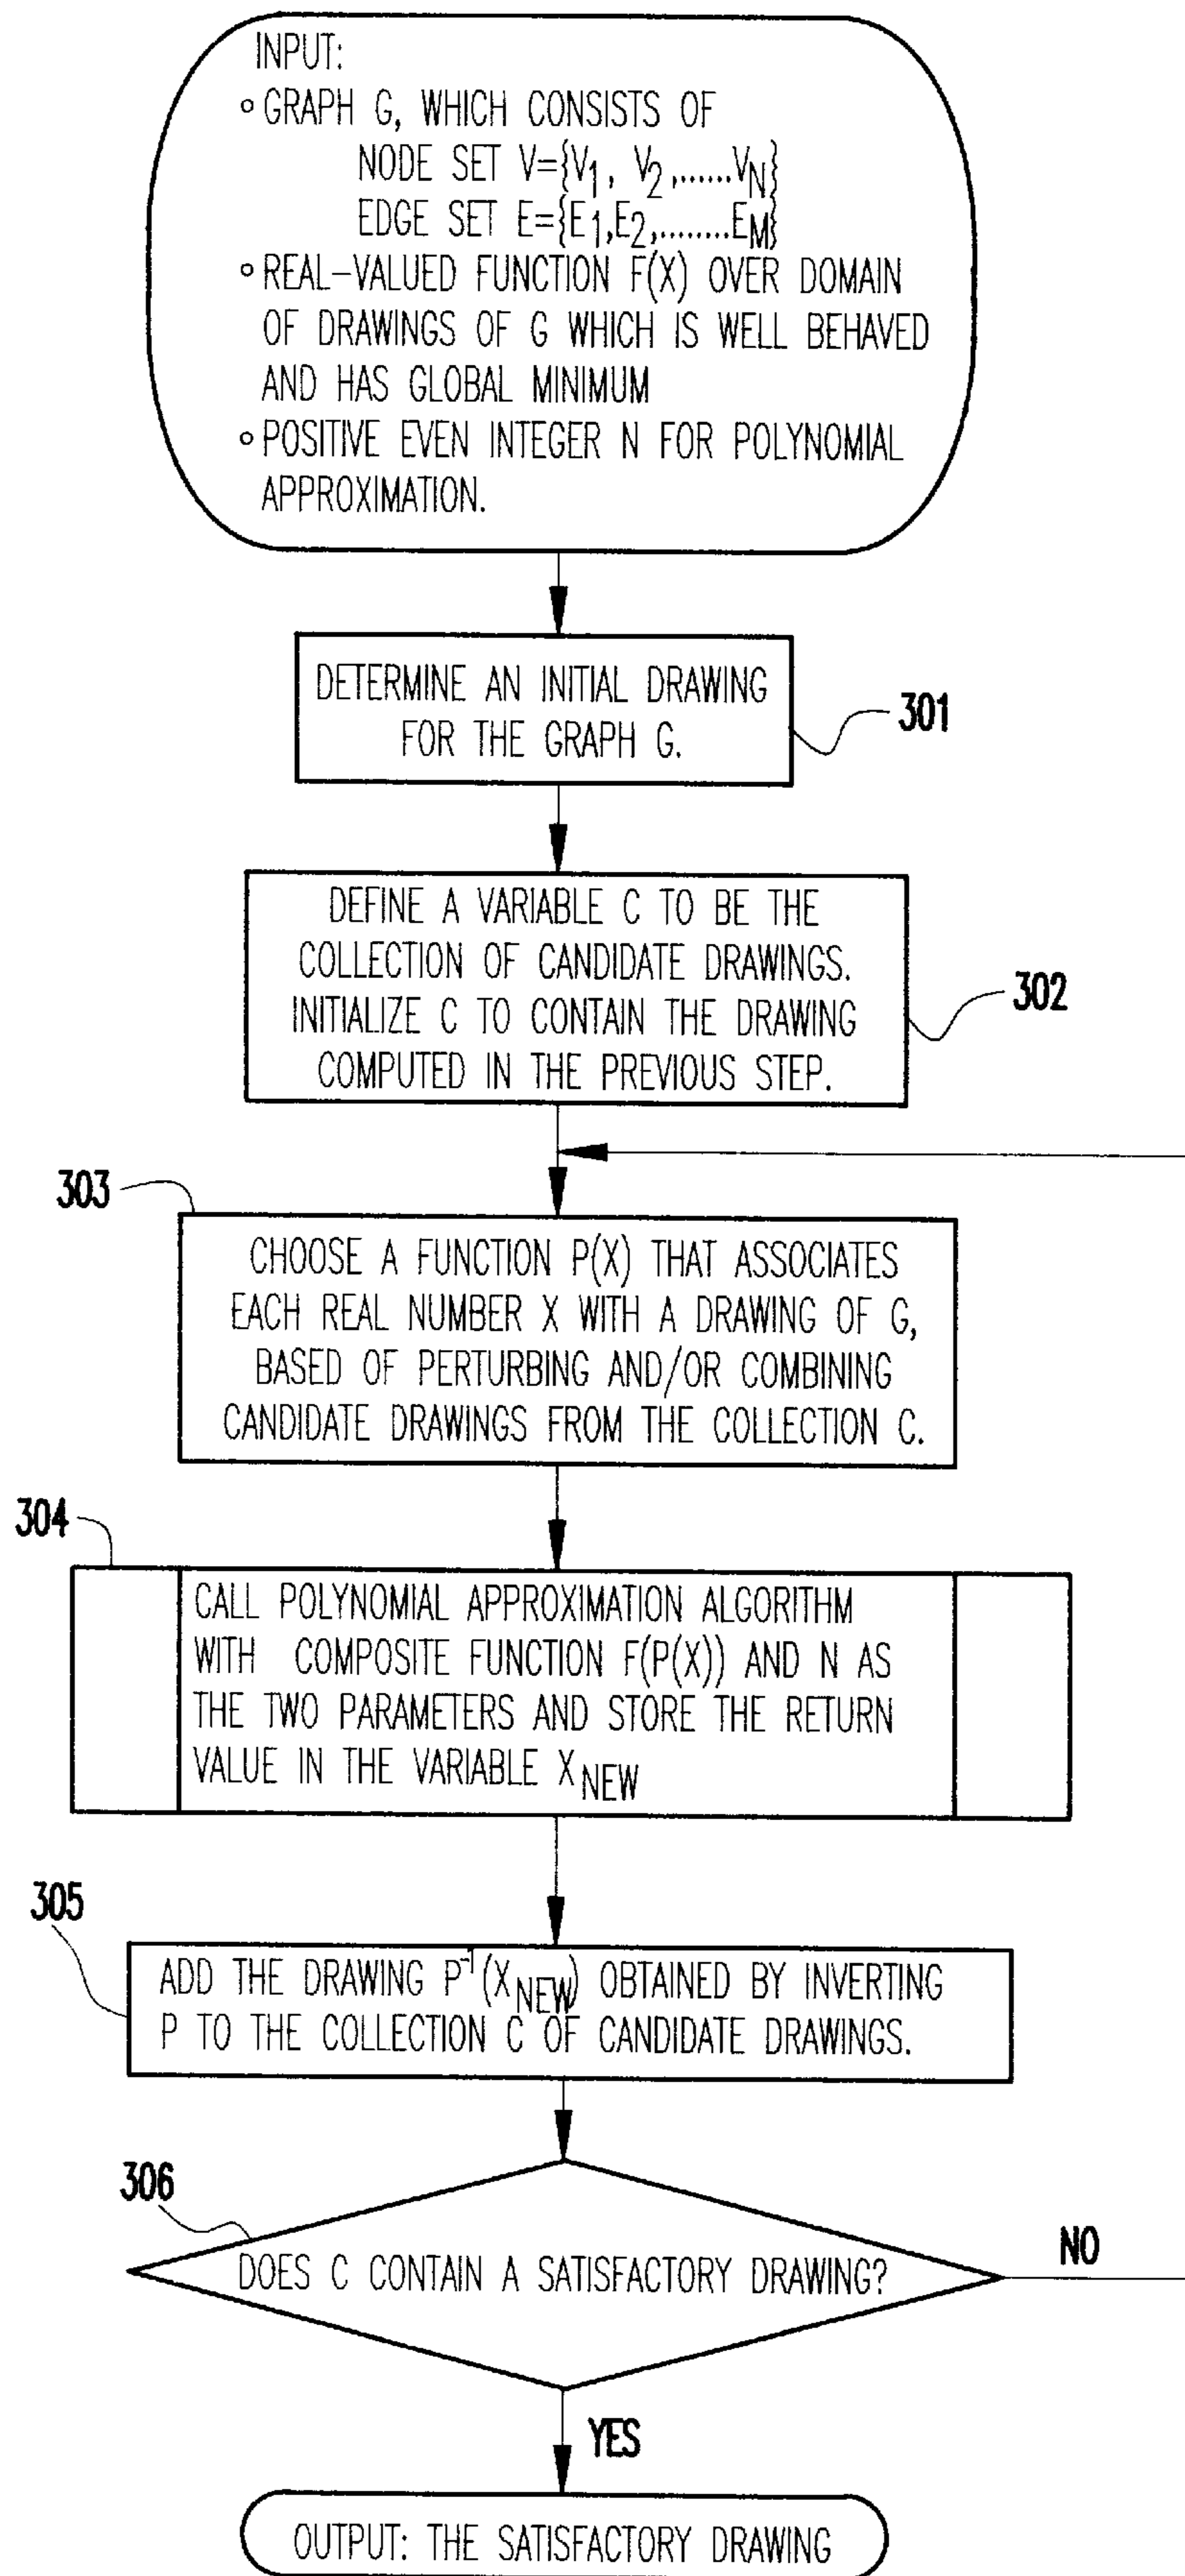 INPUT:
∘ GRAPH G, WHICH CONSISTS OF
NODE SET V={V1, V2,......VN}
EDGE SET E={E1,E2,........EM}
∘ REAL-VALUED FUNCTION F(X) OVER DOMAIN
OF DRAWINGS OF G WHICH IS WELL BEHAVED
AND HAS GLOBAL MINIMUM
∘ POSITIVE EVEN INTEGER N FOR POLYNOMIAL
APPROXIMATION.
DETERMINE AN INITIAL DRAWING
FOR THE GRAPH G.
301
DEFINE A VARIABLE C TO BE THE
COLLECTION OF CANDIDATE DRAWINGS.
INITIALIZE C TO CONTAIN THE DRAWING
COMPUTED IN THE PREVIOUS STEP.
302
303
CHOOSE A FUNCTION P(X) THAT ASSOCIATES
EACH REAL NUMBER X WITH A DRAWING OF G,
BASED OF PERTURBING AND/OR COMBINING
CANDIDATE DRAWINGS FROM THE COLLECTION C.
304
CALL POLYNOMIAL APPROXIMATION ALGORITHM
WITH COMPOSITE FUNCTION F(P(X)) AND N AS
THE TWO PARAMETERS AND STORE THE RETURN
VALUE IN THE VARIABLE XNEW
305
ADD THE DRAWING P-1(XNEW) OBTAINED BY INVERTING
P TO THE COLLECTION C OF CANDIDATE DRAWINGS.
306
DOES C CONTAIN A SATISFACTORY DRAWING?
NO
YES
OUTPUT: THE SATISFACTORY DRAWING